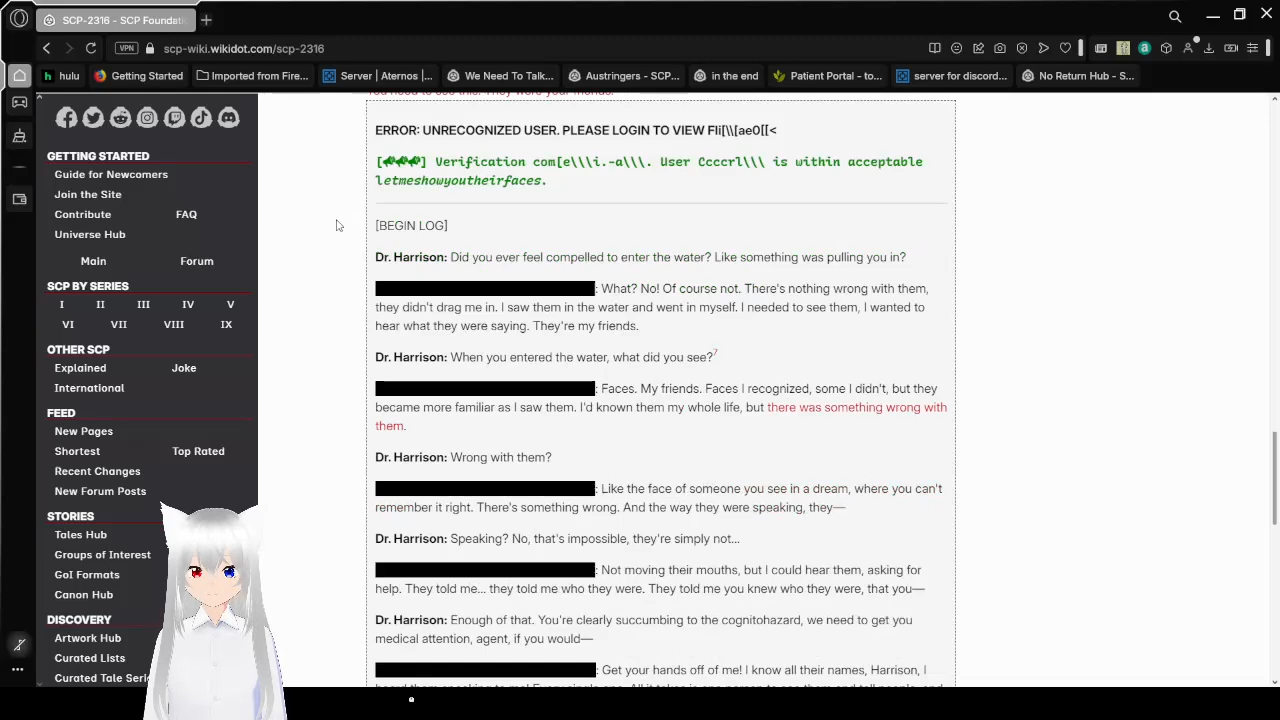 SCP-2316 - SCP Foundati
scp-wiki.wikidot.com/scp-2316
VPN
hulu
Getting Started
Imported from Fire...
Server | Aternos |...
We Need To Talk...
Austringers - SCP...
in the end
Patient Portal - to...
server for discord...
No Return Hub - S...
GETTING STARTED
Guide for Newcomers
Join the Site
Contribute FAQ
Universe Hub
Main Forum
SCP BY SERIES
I II III IV V
VI VII VIII IX
OTHER SCP
Explained Joke
International
FEED
New Pages
Shortest Top Rated
Recent Changes
New Forum Posts
STORIES
Tales Hub
Groups of Interest
GoI Formats
Canon Hub
DISCOVERY
Artwork Hub
Curated Lists
Curated Tale Serie
You need to see this. They were your friends.
ERROR: UNRECOGNIZED USER. PLEASE LOGIN TO VIEW FIi[\\[ae0[[<
Verification com[e\\\i.-a\\\. User Ccccrl\\\ is within acceptable
letmeshowyoutheirfaces.
[BEGIN LOG]
Dr. Harrison: Did you ever feel compelled to enter the water? Like something was pulling you in?
: What? No! Of course not. There's nothing wrong with them,
they didn't drag me in. I saw them in the water and went in myself. I needed to see them, I wanted to
hear what they were saying. They're my friends.
Dr. Harrison: When you entered the water, what did you see?7
: Faces. My friends. Faces I recognized, some I didn't, but they
became more familiar as I saw them. I'd known them my whole life, but there was something wrong with
them.
Dr. Harrison: Wrong with them?
: Like the face of someone you see in a dream, where you can't
remember it right. There's something wrong. And the way they were speaking, they—
Dr. Harrison: Speaking? No, that's impossible, they're simply not...
: Not moving their mouths, but I could hear them, asking for
help. They told me... they told me who they were. They told me you knew who they were, that you—
Dr. Harrison: Enough of that. You're clearly succumbing to the cognitohazard, we need to get you
medical attention, agent, if you would—
: Get your hands off of me! I know all their names, Harrison, I